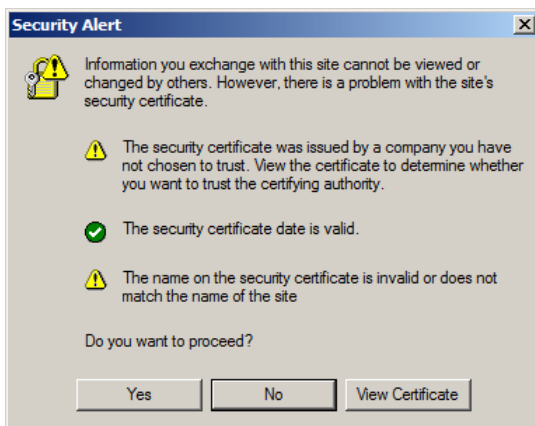 Security Alert
Information you exchange with this site cannot be viewed or
changed by others. However, there is a problem with the site's
security certificate.
The security certificate was issued by a company you have
not chosen to trust. View the certificate to determine whether
you want to trust the certifying authority.
The security certificate date is valid.
The name on the security certificate is invalid or does not
match the name of the site
Do you want to proceed?
Yes No View Certificate